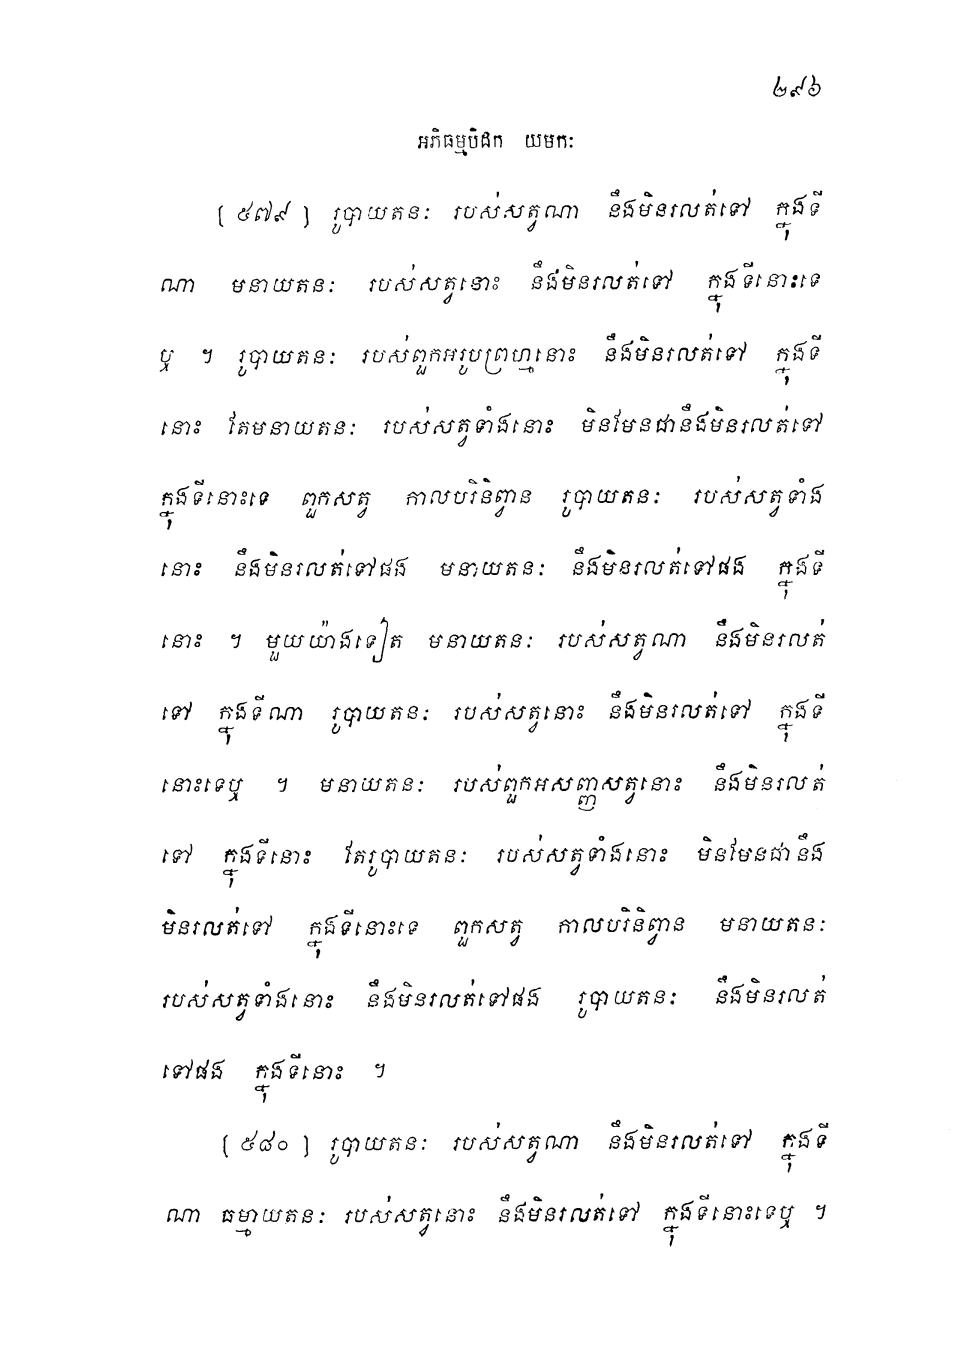 ២៩៦
អភិធម្មបិដក យមកៈ
[ ៥៧៩ ] រូបាយតនៈ របស់សត្វណា នឹងមិនរលត់ទៅ ក្នុងទី
ណា មនាយតនៈ របស់សត្វនោះ នឹងមិនរលត់ទៅ ក្នុងទីនោះទេ
ឬ ។ រូបាយតនៈ របស់ពួកអរូបព្រហ្មនោះ នឹងមិនរលត់ទៅ ក្នុងទី
នោះ តែមនាយតនៈ របស់សត្វទាំងនោះ មិនមែនជានឹងមិនរលត់ទៅ
ក្នុងទីនោះទេ ពួកសត្វ កាលបរិនិព្វាន រូបាយតនៈ របស់សត្វទាំង
នោះ នឹងមិនរលត់ទៅផង មនាយតនៈ នឹងមិនរលត់ទៅផង ក្នុងទី
នោះ ។ មួយយ៉ាងទៀត មនាយតនៈ របស់សត្វណា នឹងមិនរលត់
ទៅ ក្នុងទីណា រូបាយតនៈ របស់សត្វនោះ នឹងមិនរលត់ទៅ ក្នុងទី
នោះទេឬ ។ មនាយតនៈ របស់ពួកអសញ្ញសត្វនោះ នឹងមិនរលត់
ទៅ ក្នុងទីនោះ តែរូបាយតនៈ របស់សត្វទាំងនោះ មិនមែនជានឹង
មិនរលត់ទៅ ក្នុងទីនោះទេ ពួកសត្វ កាលបរិនិព្វាន មនាយតនៈ
របស់សត្វទាំងនោះ នឹងមិនរលត់ទៅផង រូបាយតនៈ នឹងមិនរលត់
ទៅផង ក្នុងទីនោះ ។
[ ៥៨០ ] រូបាយតនៈ របស់សត្វណា នឹងមិនរលត់ទៅ ក្នុងទី
ណា ធម្មាយតនៈ របស់សត្វនោះ នឹងមិនរលត់ទៅ ក្នុងទីនោះទេឬ ។